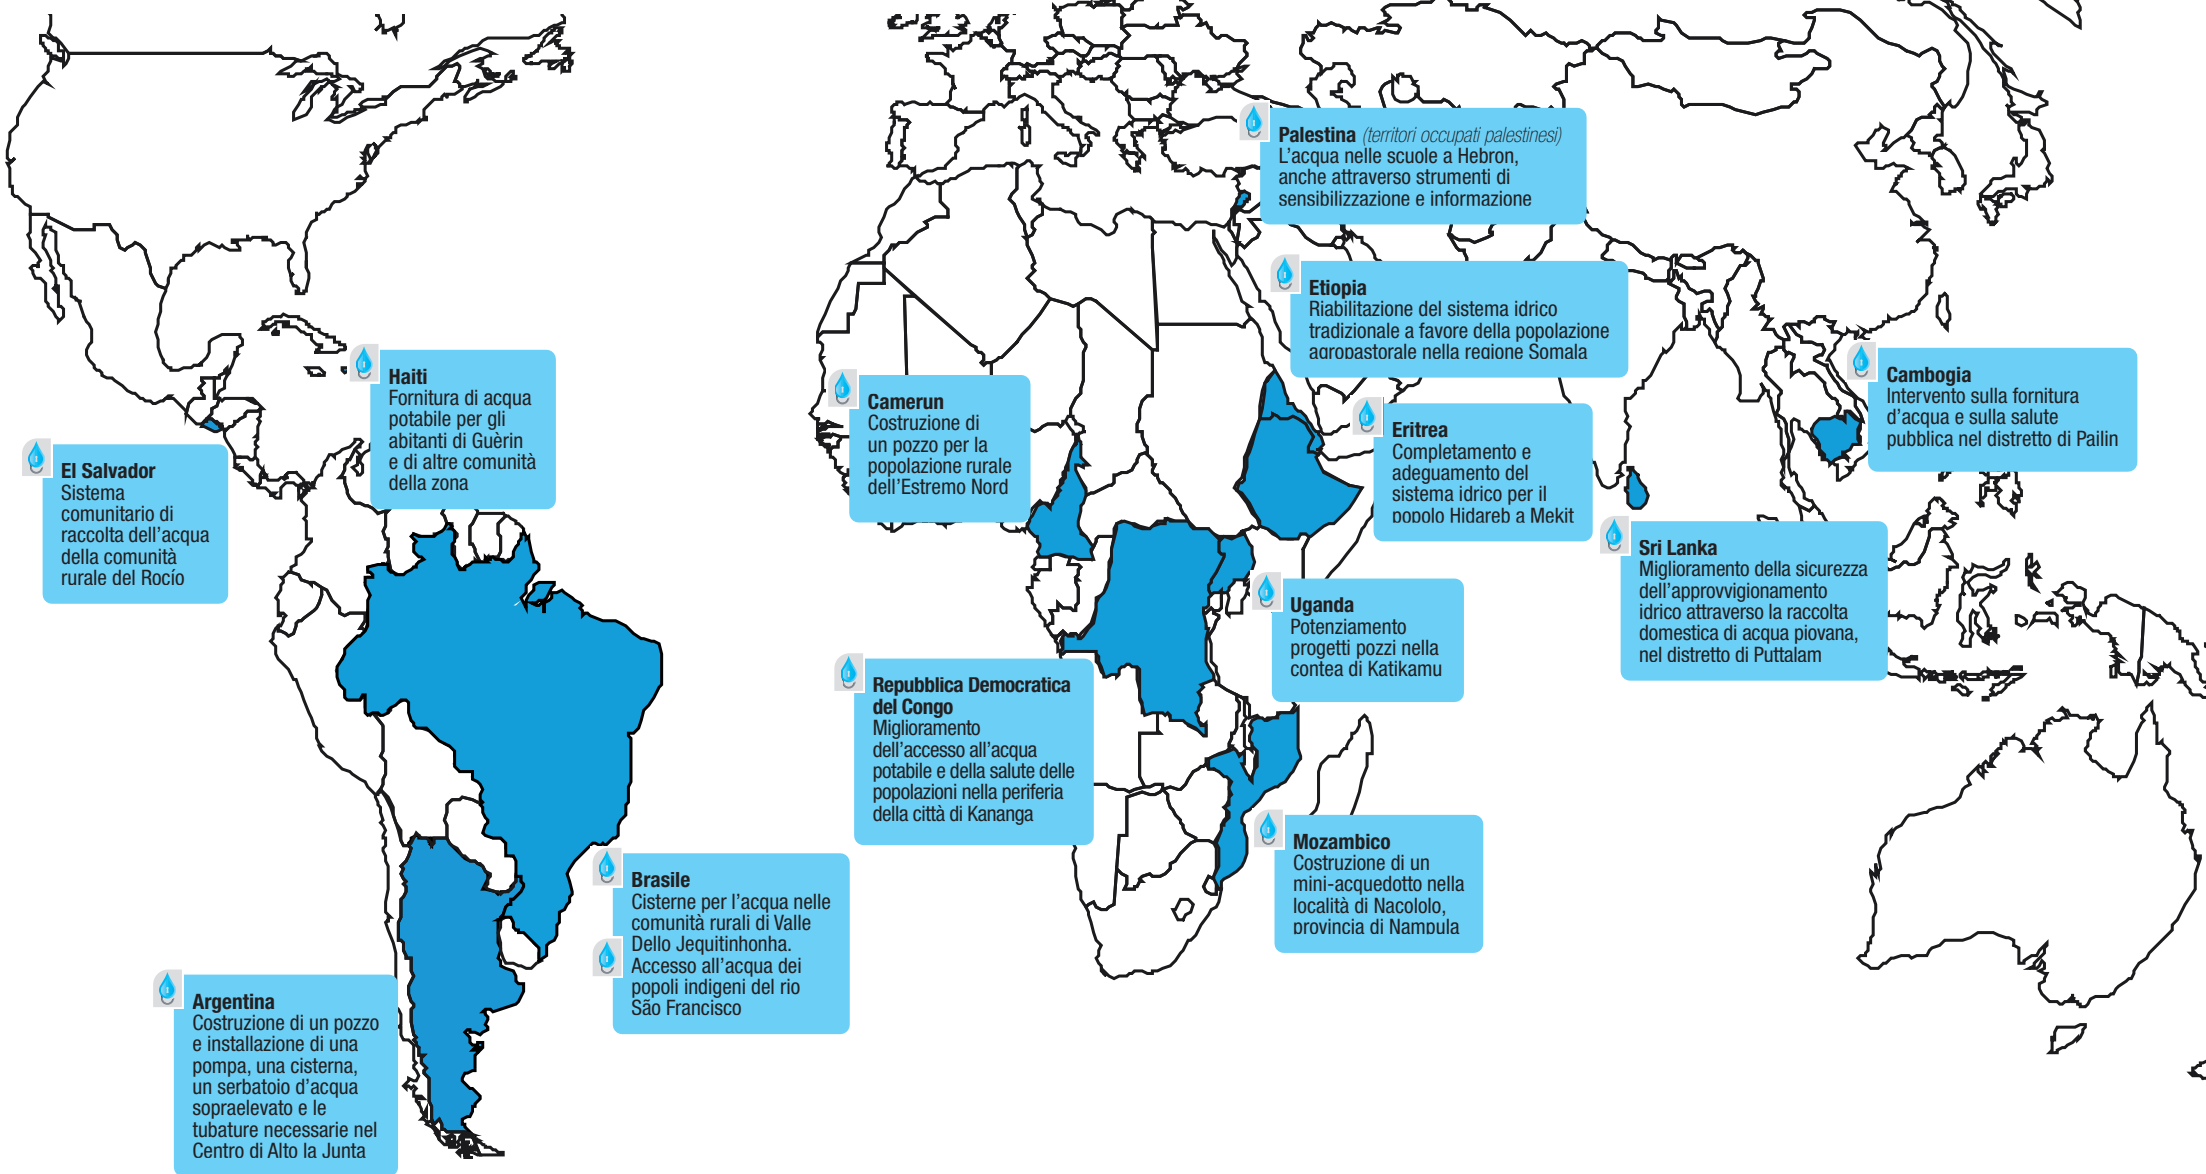 Palestina (territori occupati palestinesi)
L'acqua nelle scuole a Hebron,
anche attraverso strumenti di
sensibilizzazione e informazione
Etiopia
Riabilitazione del sistema idrico
tradizionale a favore della popolazione
agropastorale nella regione Somala
Haiti
Fornitura di acqua
potabile per gli
abitanti di Guèrin
e di altre comunità
della zona
Camerun
Costruzione di
un pozzo per la
popolazione rurale
dell'Estremo Nord
Cambogia
Intervento sulla fornitura
d'acqua e sulla salute
pubblica nel distretto di Pailin
Eritrea
Completamento e
adeguamento del
sistema idrico per il
popolo Hidareb a Mekit
El Salvador
Sistema
comunitario di
raccolta dell'acqua
della comunità
rurale del Rocío
Sri Lanka
Miglioramento della sicurezza
dell'approvvigionamento
idrico attraverso la raccolta
domestica di acqua piovana,
nel distretto di Puttalam
Uganda
Potenziamento
progetti pozzi nella
contea di Katikamu
Repubblica Democratica
del Congo
Miglioramento
dell'accesso all'acqua
potabile e della salute delle
popolazioni nella periferia
della città di Kananga
Mozambico
Costruzione di un
mini-acquedotto nella
località di Nacololo,
provincia di Nampula
Brasile
Cisterne per l'acqua nelle
comunità rurali di Valle
Dello Jequitinhonha.
Accesso all'acqua dei
popoli indigeni del rio
São Francisco
Argentina
Costruzione di un pozzo
e installazione di una
pompa, una cisterna,
un serbatoio d'acqua
sopraelevato e le
tubature necessarie nel
Centro di Alto la Junta